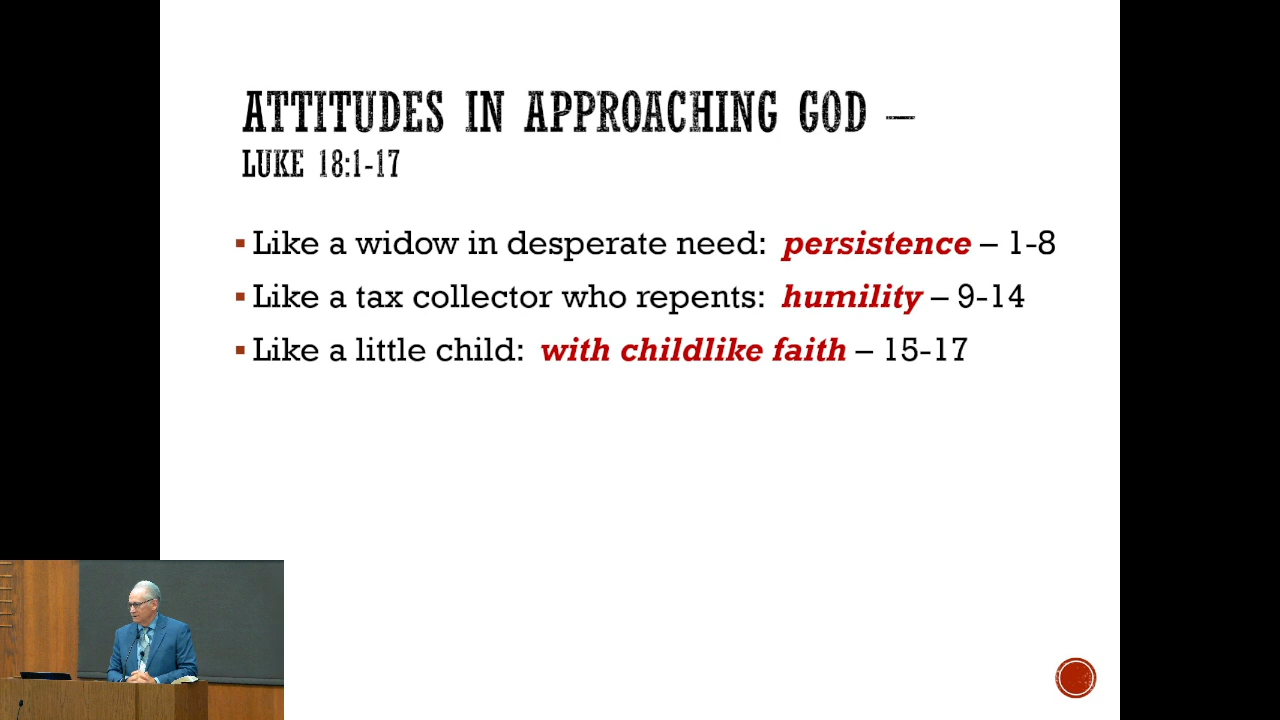 ATTITUDES IN APPROACHING GOD –
LUKE 18:1-17
▪ Like a widow in desperate need: persistence – 1-8
▪ Like a tax collector who repents: humility – 9-14
▪ Like a little child: with childlike faith – 15-17